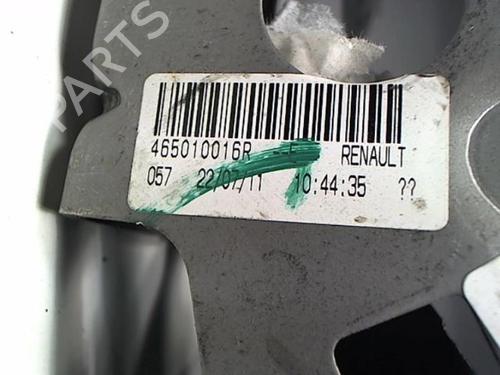 PARTS
465010016R --F RENAULT
057 22/07/11 10:44:35 ??